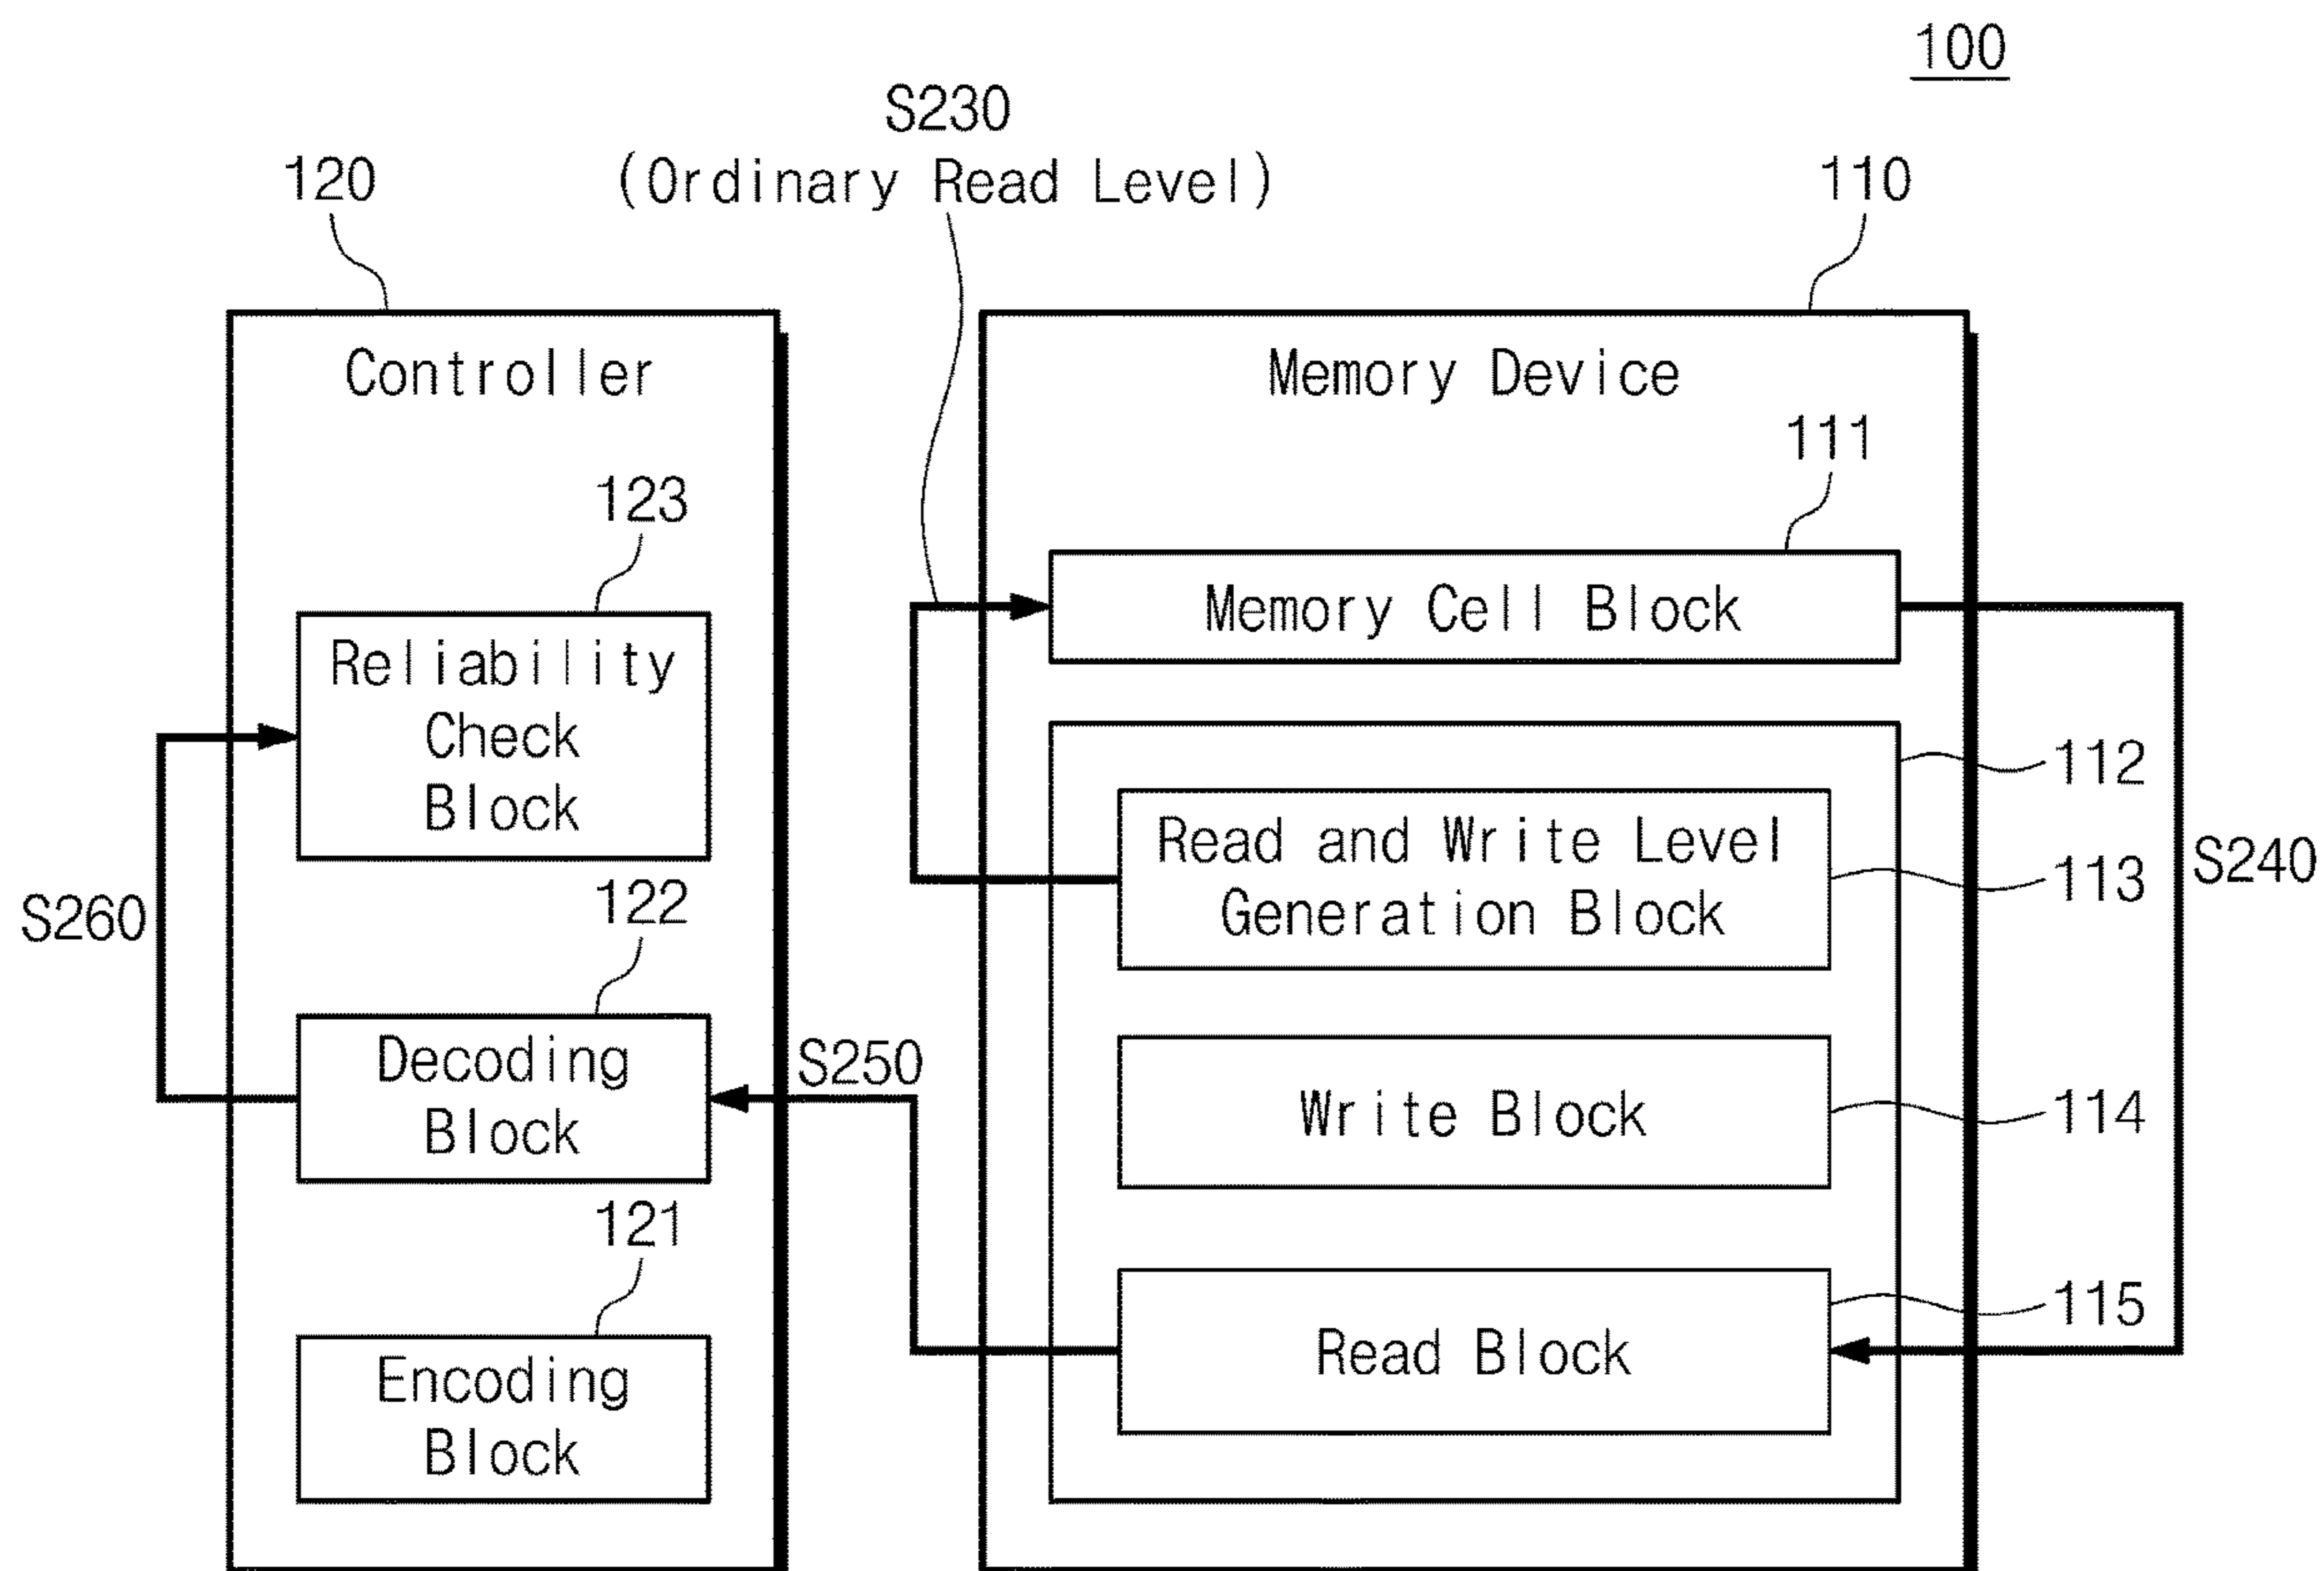 100
S230
(Ordinary Read Level)
120
110
Controller
Memory Device
111
123
Memory Cell Block
Reliability
Check
Block
112
Read and Write Level
Generation Block
113
S240
S260
122
Decoding
Block
S250
Write Block
114
121
115
Read Block
Encoding
Block